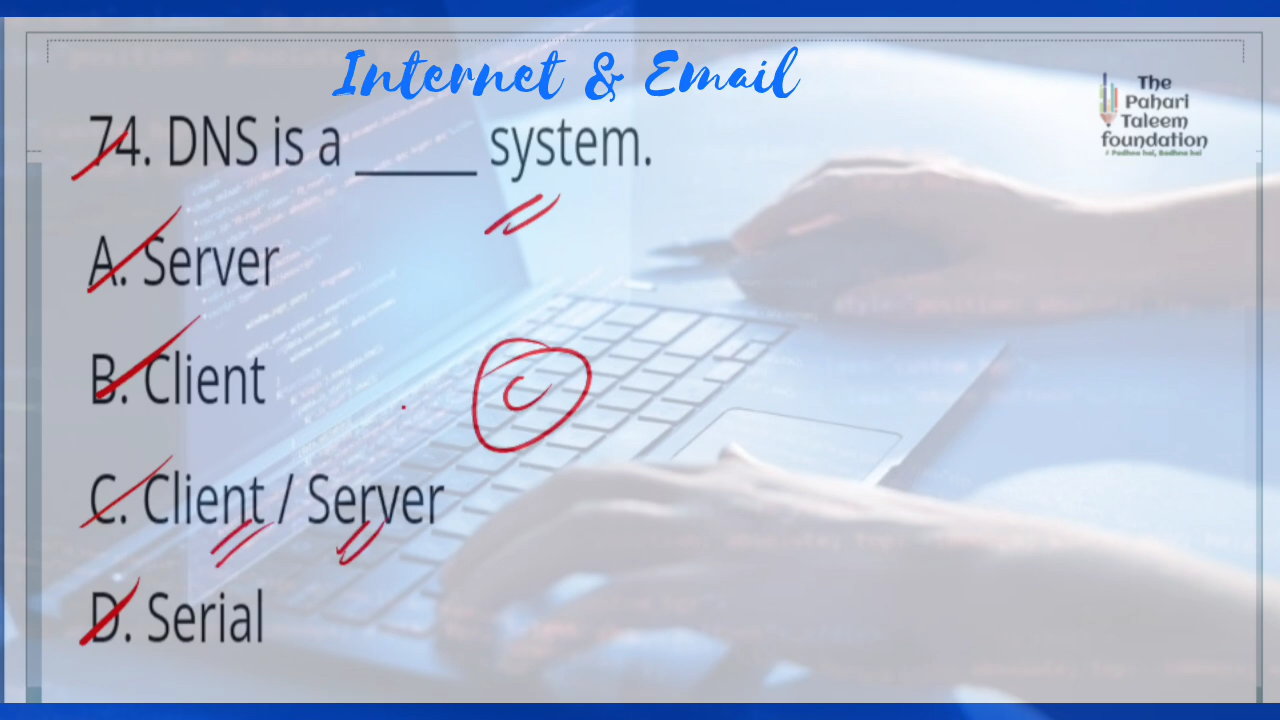 Internet & Email
The
Pahari
Taleem
foundation
74. DNS is a _____ system.
A. Server
B. Client
C
C. Client / Server
D. Serial